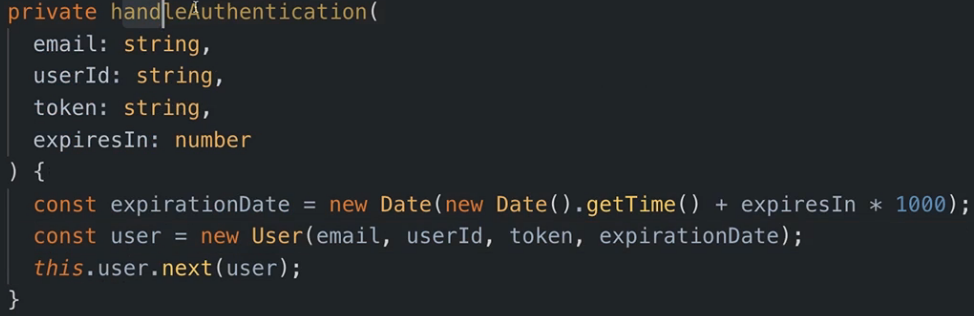 private handleAuthentication(
email: string,
userId: string,
token: string,
expiresIn: number
) {
const expirationDate = new Date(new Date().getTime() + expiresIn * 1000);
const user = new User(email, userId, token, expirationDate);
this.user.next(user);
}